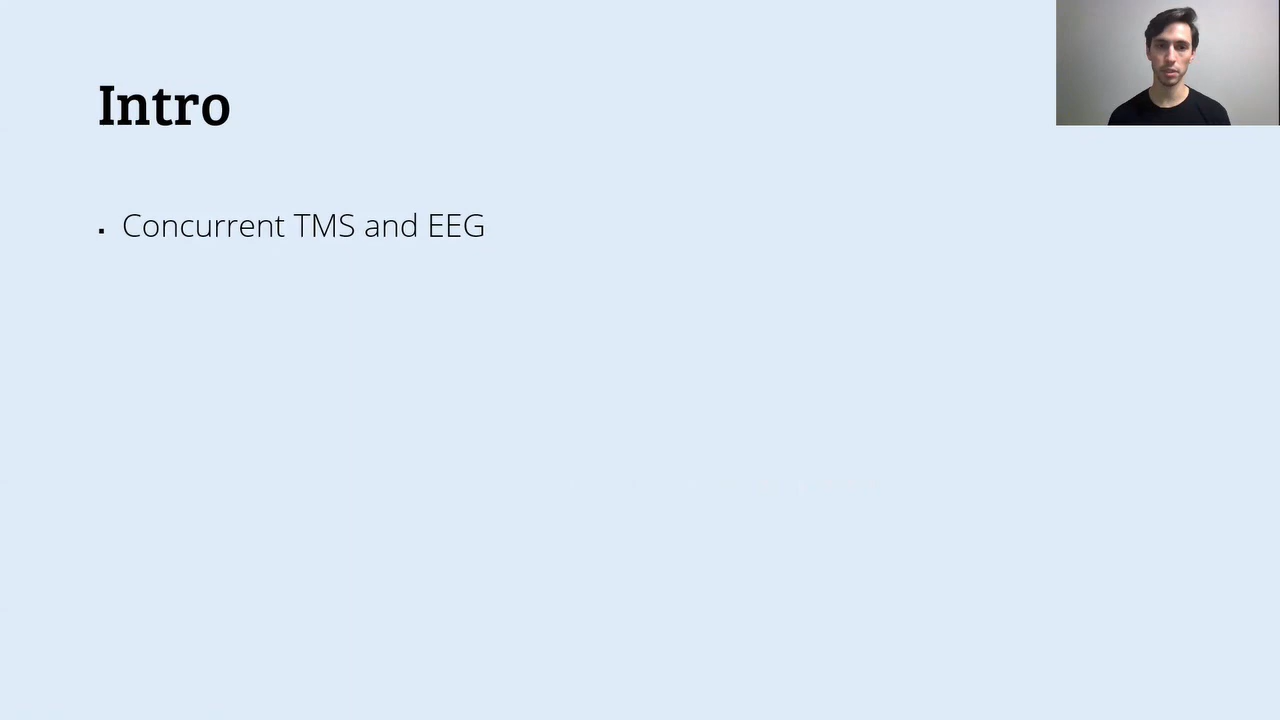 Intro
▪ Concurrent TMS and EEG